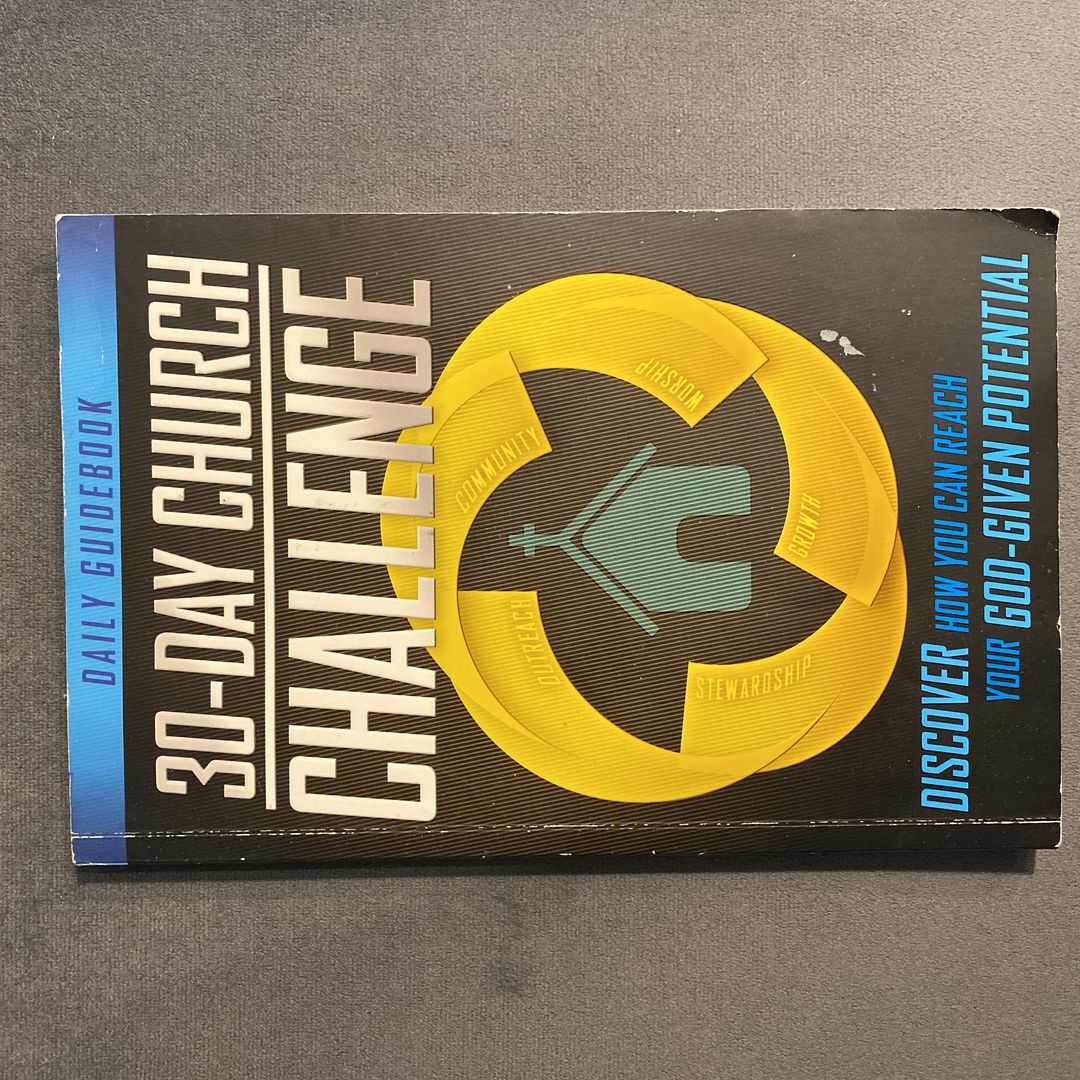 DAILY GUIDEBOOK
30-DAY CHURCH
CHALLENGE
COMMUNITY
WORSHIP
GROWTH
STEWARDSHIP
OUTREACH
DISCOVER HOW YOU CAN REACH
YOUR GOD-GIVEN POTENTIAL